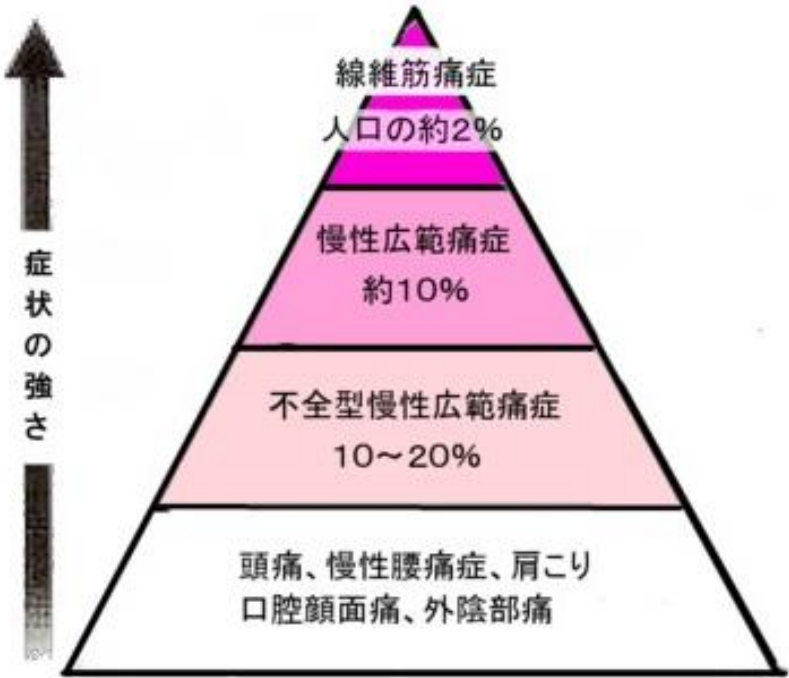 線維筋痛症
人口の約2%
慢性広範痛症
約10%
不全型慢性広範痛症
10〜20%
頭痛、慢性腰痛症、肩こり
口腔顔面痛、外陰部痛
症状の強さ